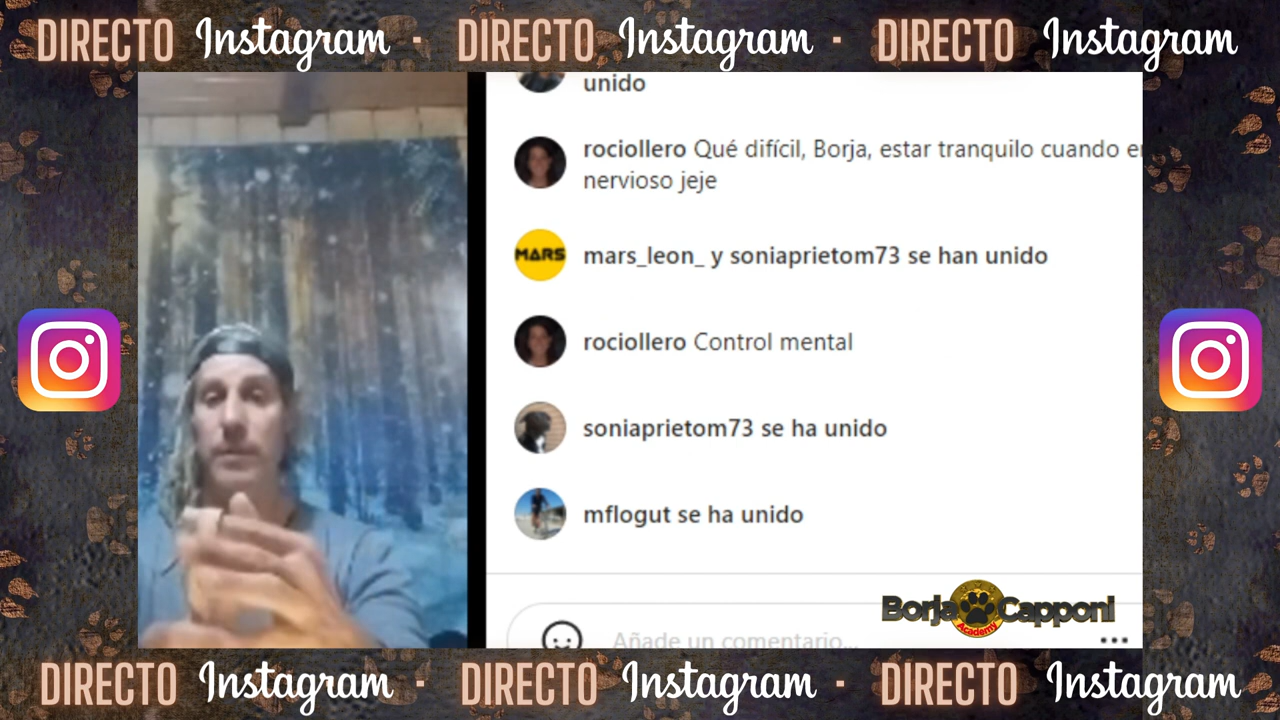 DIRECTO Instagram · DIRECTO Instagram · DIRECTO Instagram
unido
rociollero Qué difícil, Borja, estar tranquilo cuando
nervioso jeje
MARS
mars_leon_ y soniaprietom73 se han unido
rociollero Control mental
soniaprietom73 se ha unido
mflogut se ha unido
Borja Capponi
Academy
Añade un comentario...
DIRECTO Instagram · DIRECTO Instagram · DIRECTO Instagram